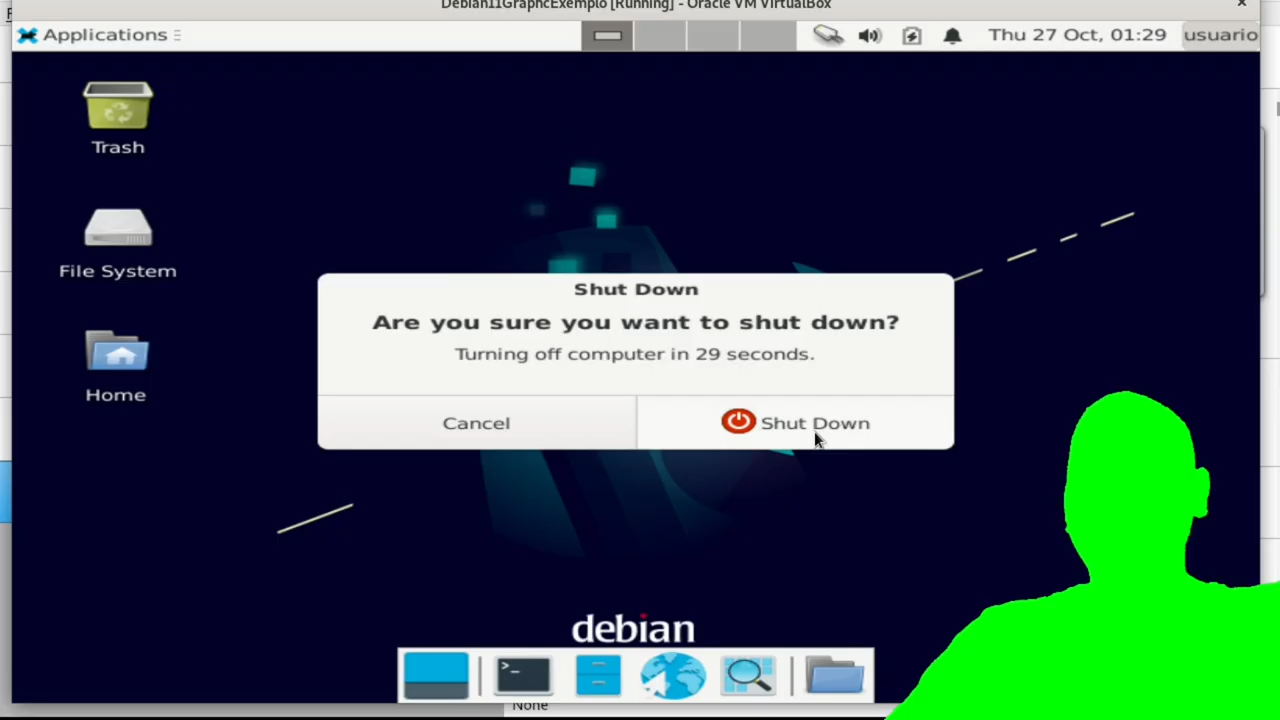 Debian11GraphcExemplo [Running] - Oracle VM VirtualBox
Applications
Thu 27 Oct, 01:29
usuario
Trash
File System
Home
Shut Down
Are you sure you want to shut down?
Turning off computer in 29 seconds.
Cancel
Shut Down
debian
None